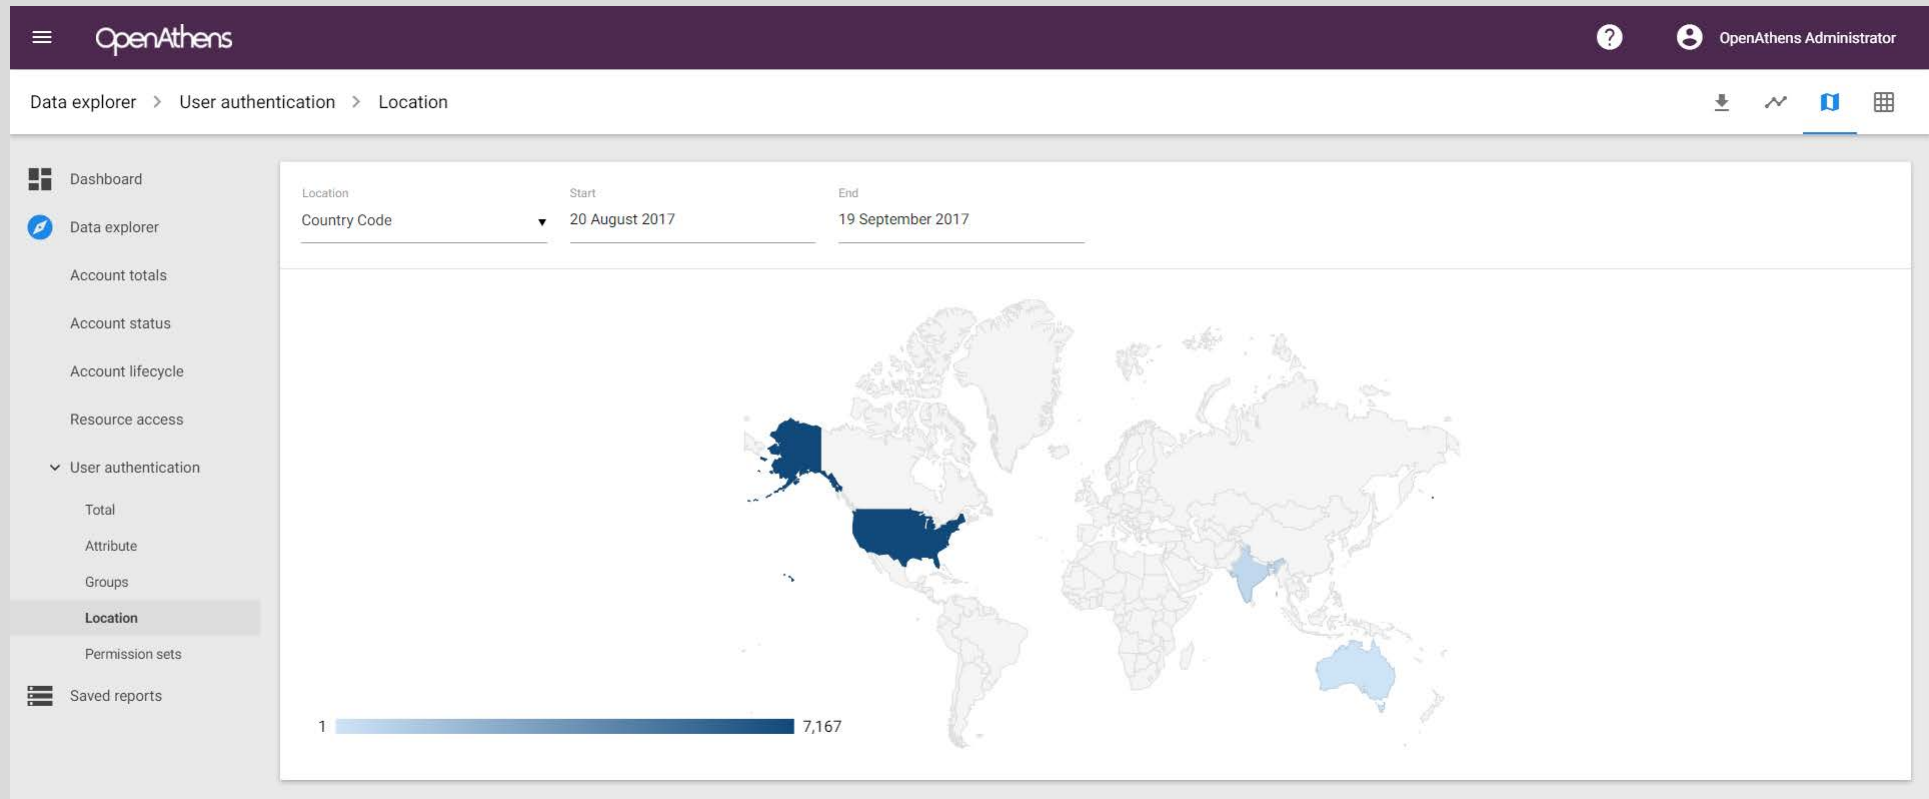 OpenAthens
? OpenAthens Administrator
Data explorer > User authentication > Location
Dashboard
Data explorer
Account totals
Account status
Account lifecycle
Resource access
User authentication
Total
Attribute
Groups
Location
Permission sets
Saved reports
Location Start End
Country Code 20 August 2017 19 September 2017
1 7,167